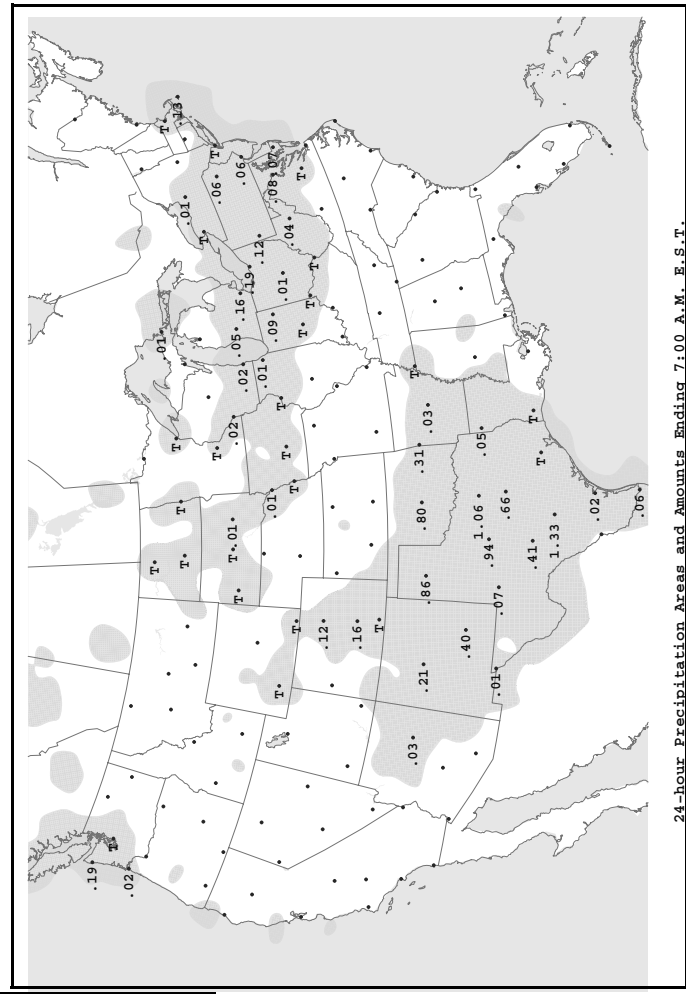 .19
T
.02
T
.01
T
T
.13
T
T
.01
T
T
.06
T
T .01
.02
.05
T
.16
.06
.02
.19
.12
.01
.01
.09
.08 .07
T
T
.01
T
.04
T
T
T
T
T
T
.12
.16
T
.03
T
.31
.80
.21
.86
.03
.40
1.06
.05
.94
.01
.07
.66
.41
T
T
1.33
.02
.06
24-hour Precipitation Areas and Amounts Ending 7:00 A.M. E.S.T.